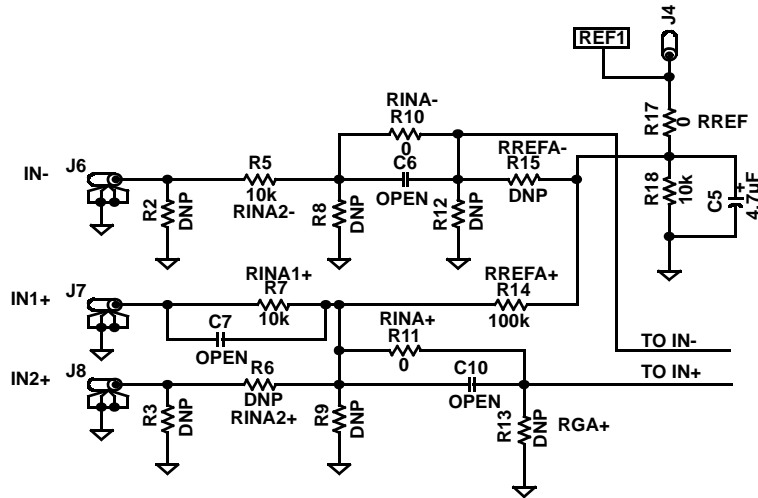 J4
REF1
RINA-
R10
0
R17
0
RREF
RREFA-
R15
DNP
C6
OPEN
IN-
J6
R5
10k
RINA2-
R2
DNP
R8
DNP
R12
DNP
R18
10k
C5
+
4.7µF
IN1+
J7
RINA1+
R7
10k
RREFA+
R14
100k
C7
OPEN
RINA+
R11
0
TO IN-
IN2+
J8
R6
DNP
RINA2+
C10
OPEN
TO IN+
R3
DNP
R9
DNP
R13
DNP
RGA+